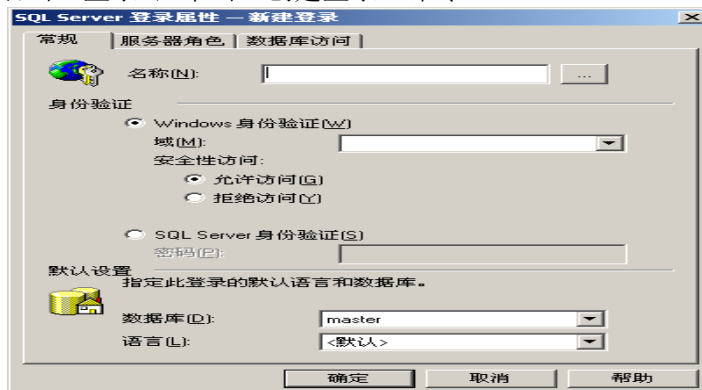 SQL Server 登录属性 — 新建登录
常规 服务器角色 数据库访问
名称(N): ...
身份验证
Windows 身份验证(W)
域(M):
安全性访问:
允许访问(G)
拒绝访问(Y)
SQL Server 身份验证(S)
密码(P):
默认设置
指定此登录的默认语言和数据库。
数据库(D): master
语言(L): <默认>
确定 取消 帮助